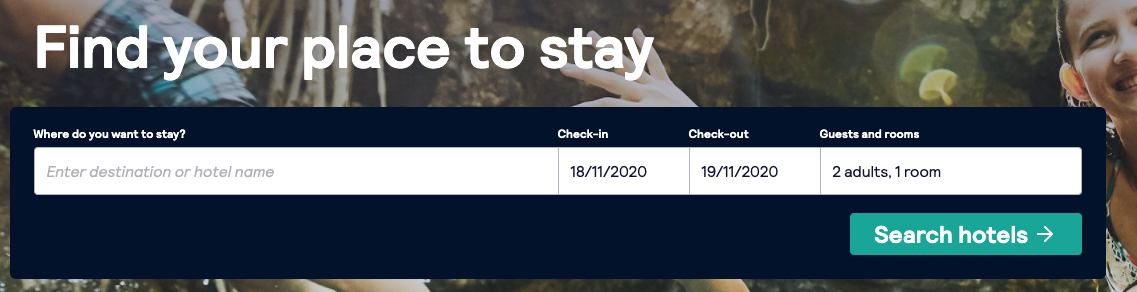 Find your place to stay
Where do you want to stay? Check-in Check-out Guests and rooms
Enter destination or hotel name 18/11/2020 19/11/2020 2 adults, 1 room
Search hotels →